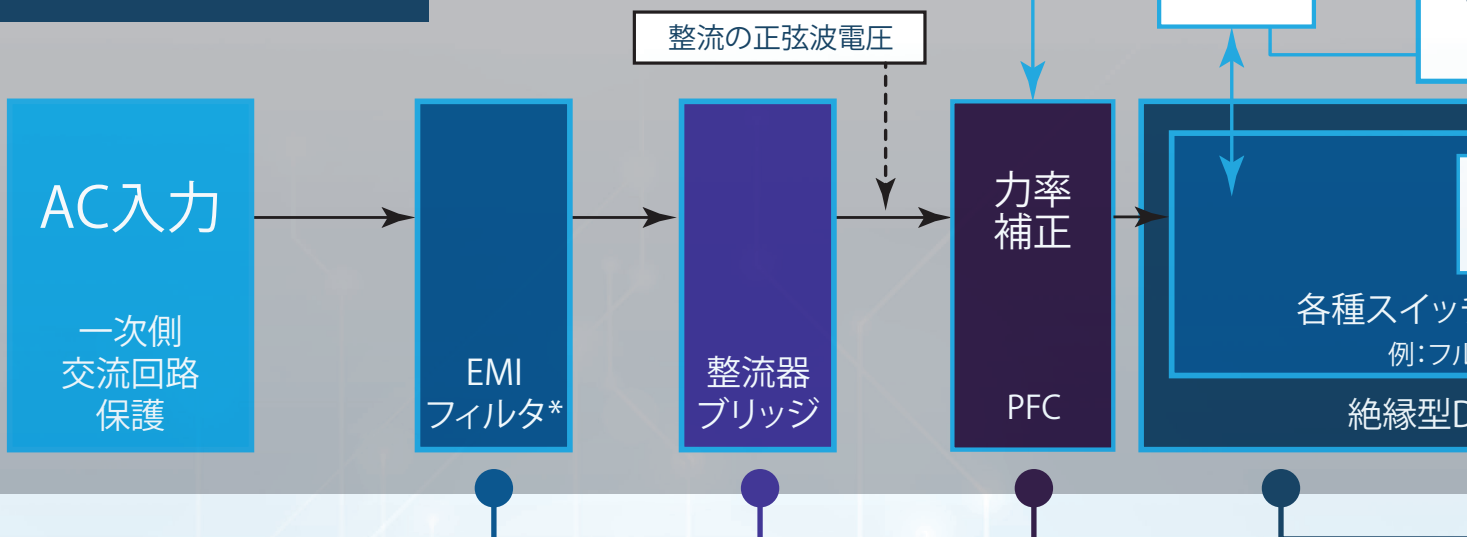 整流の正弦波電圧
AC入力
一次側
交流回路
保護
EMI
フィルタ*
整流器
ブリッジ
力率
補正
PFC
各種スイッ
例：フル
絶縁型D